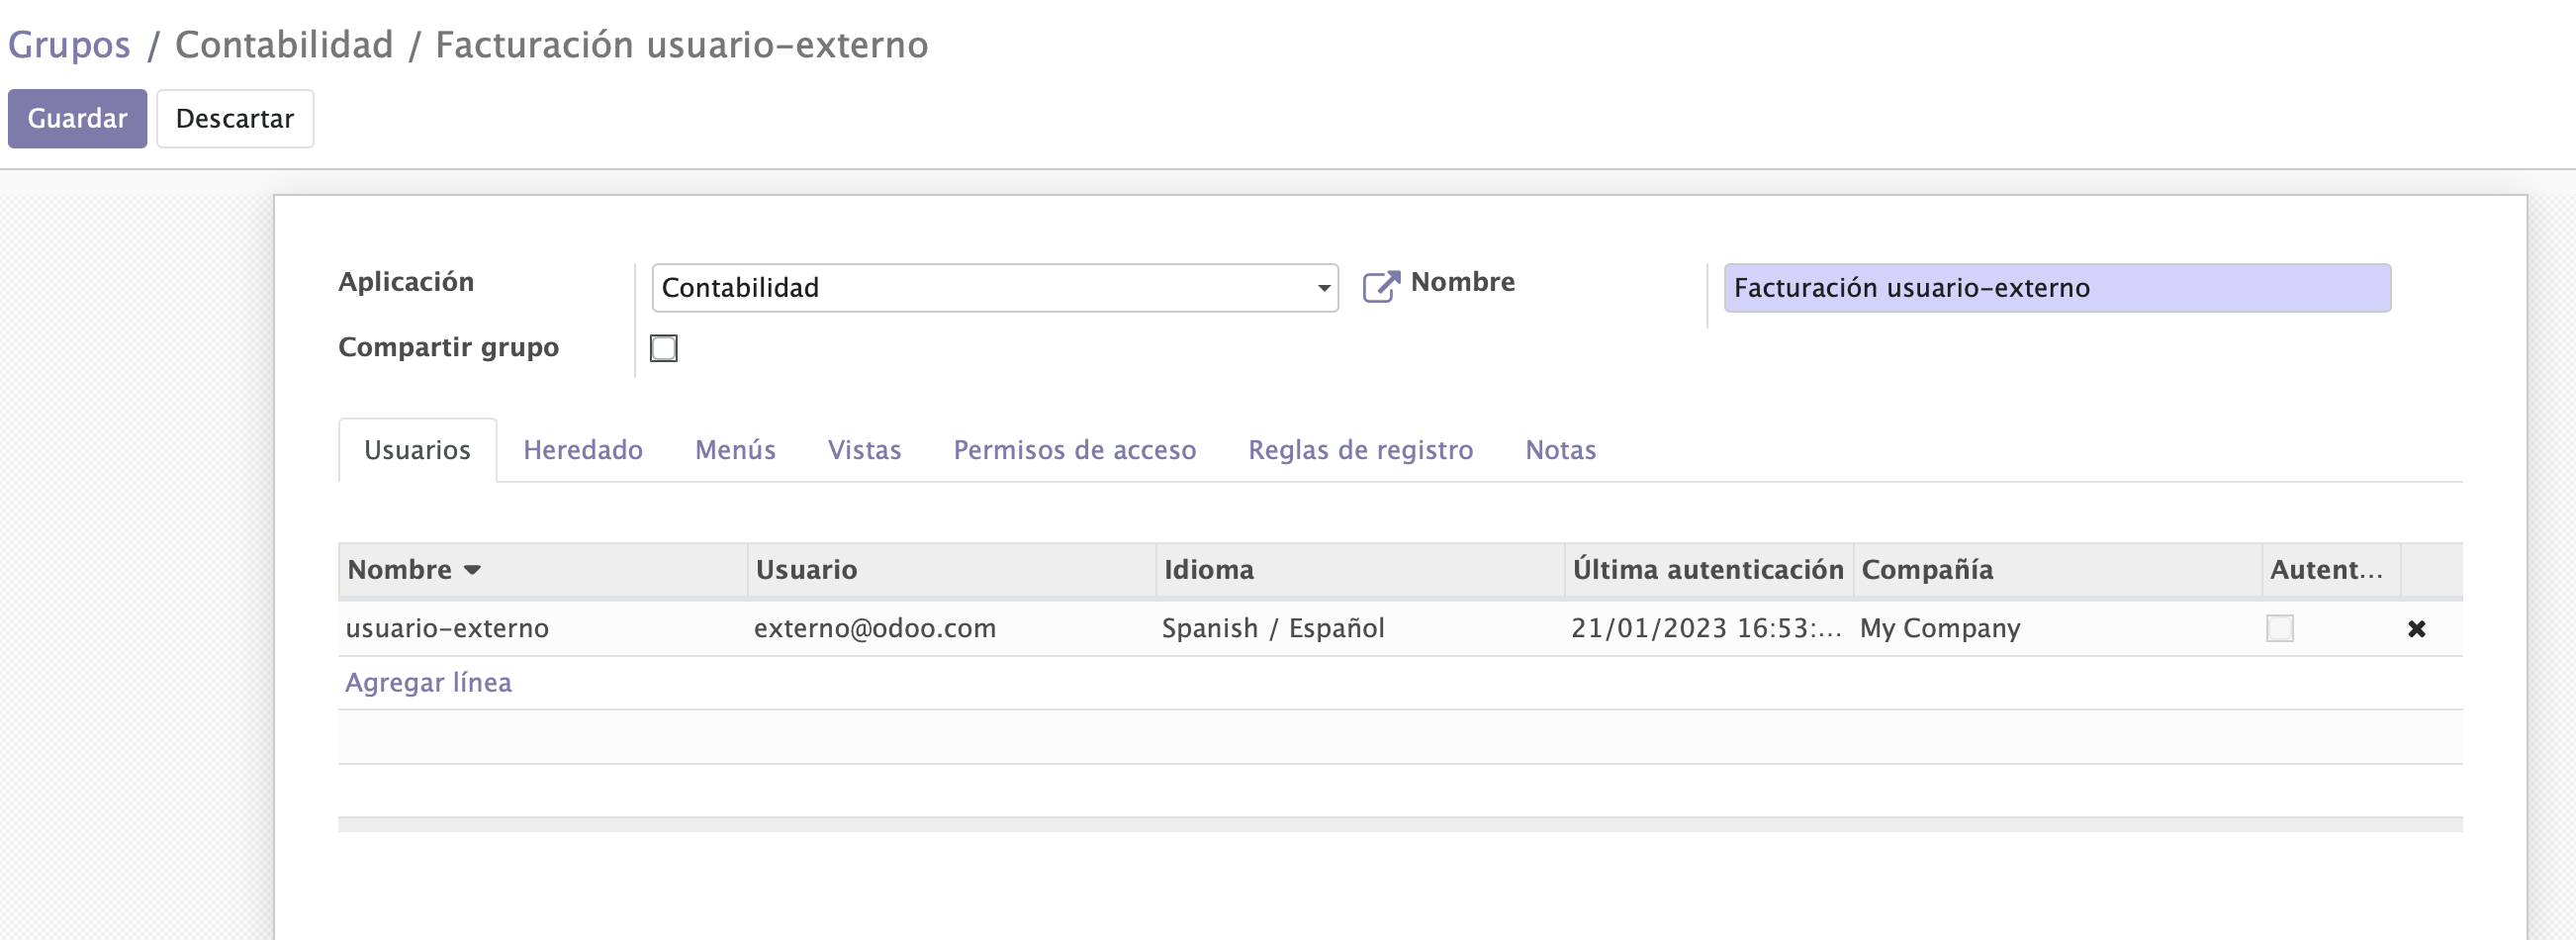 Grupos / Contabilidad / Facturación usuario-externo
Guardar Descartar
Aplicación Contabilidad Nombre Facturación usuario-externo
Compartir grupo
Usuarios Heredado Menús Vistas Permisos de acceso Reglas de registro Notas
Nombre Usuario Idioma Última autenticación Compañía Autent...
usuario-externo externo@odoo.com Spanish / Español 21/01/2023 16:53:... My Company
Agregar línea